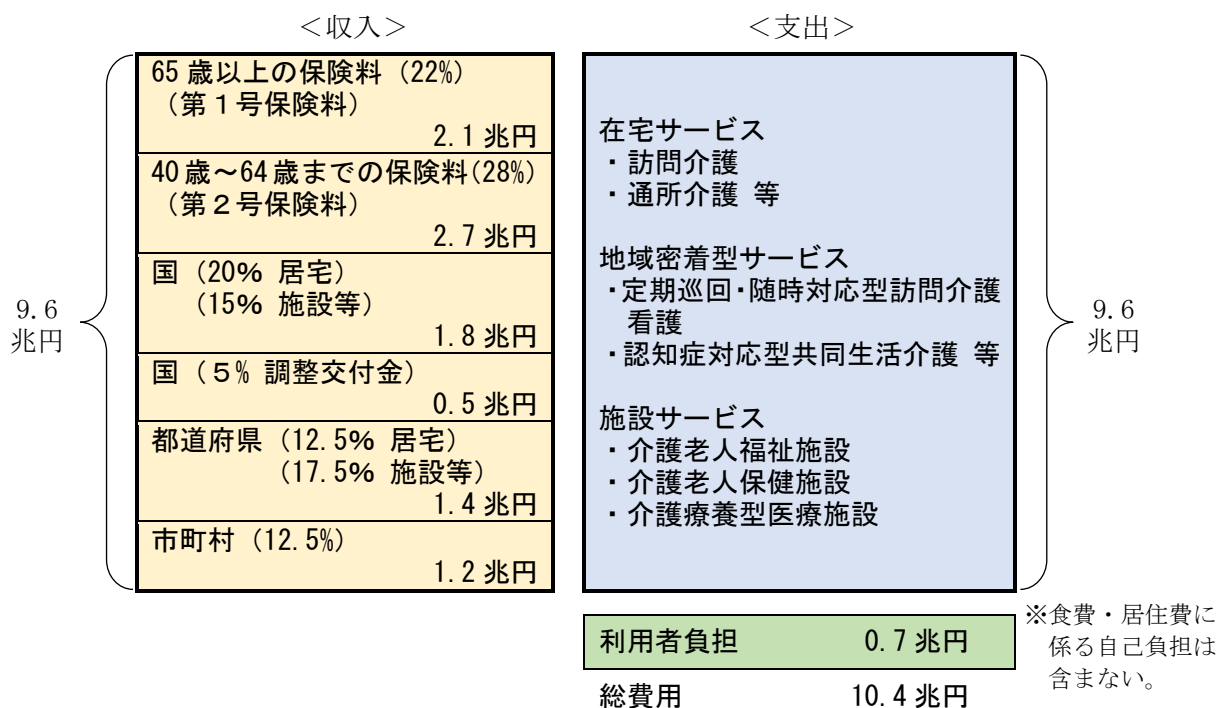 ＜収入＞
65歳以上の保険料（22%）
（第１号保険料）
2.1兆円
40歳～64歳までの保険料(28%)
（第２号保険料）
2.7兆円
国（20% 居宅）
（15% 施設等）
1.8兆円
国（５% 調整交付金）
0.5兆円
都道府県（12.5% 居宅）
（17.5% 施設等）
1.4兆円
市町村（12.5%）
1.2兆円
9.6
兆円
＜支出＞
在宅サービス
・訪問介護
・通所介護 等
地域密着型サービス
・定期巡回・随時対応型訪問介護
看護
・認知症対応型共同生活介護 等
施設サービス
・介護老人福祉施設
・介護老人保健施設
・介護療養型医療施設
9.6
兆円
利用者負担 0.7兆円
総費用 10.4兆円
※食費・居住費に
係る自己負担は
含まない。